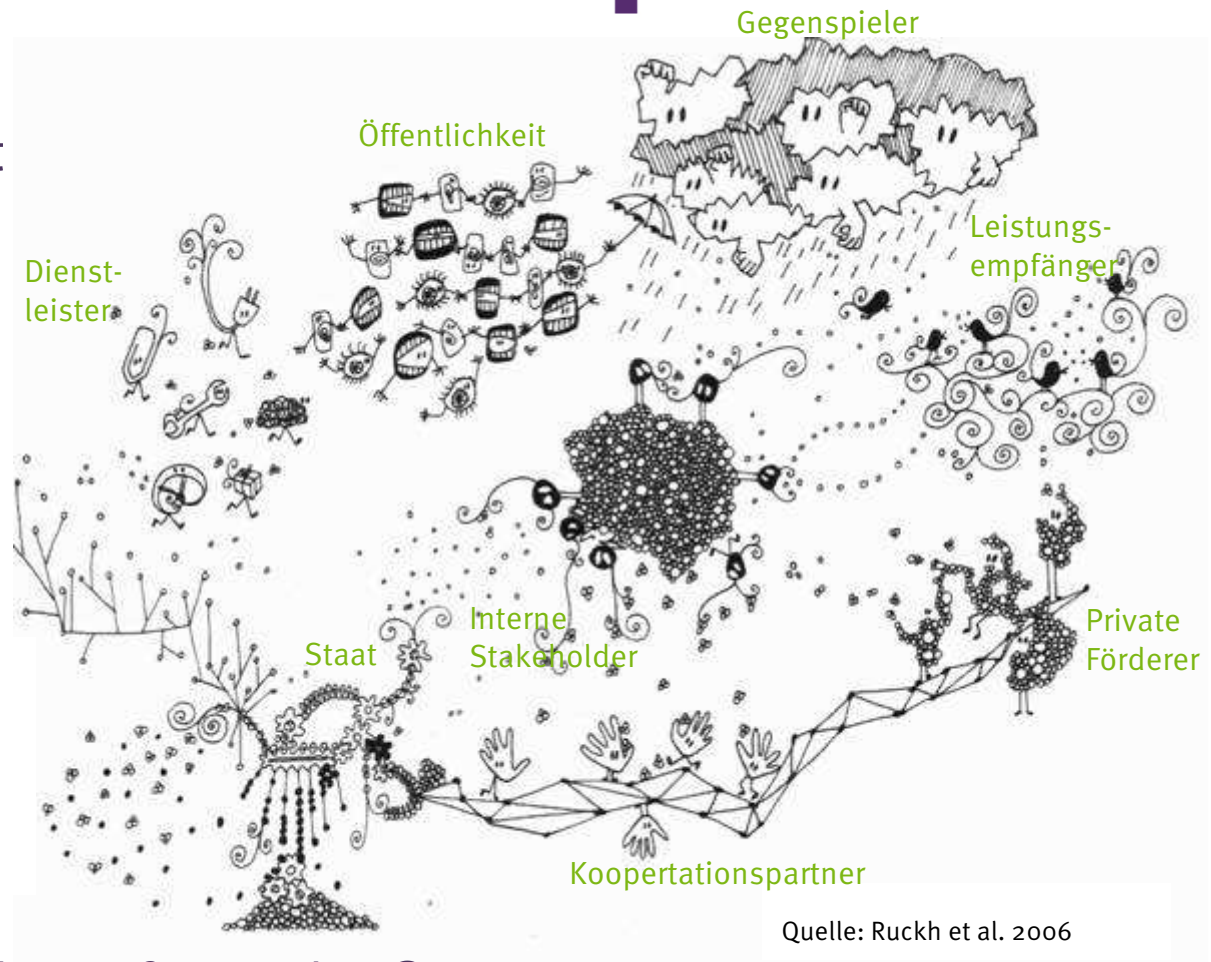 Gegenspieler
Öffentlichkeit
Leistungs-
empfänger
Dienst-
leister
Interne
Stakeholder
Staat
Private
Förderer
Koopertationspartner
Quelle: Ruckh et al. 2006